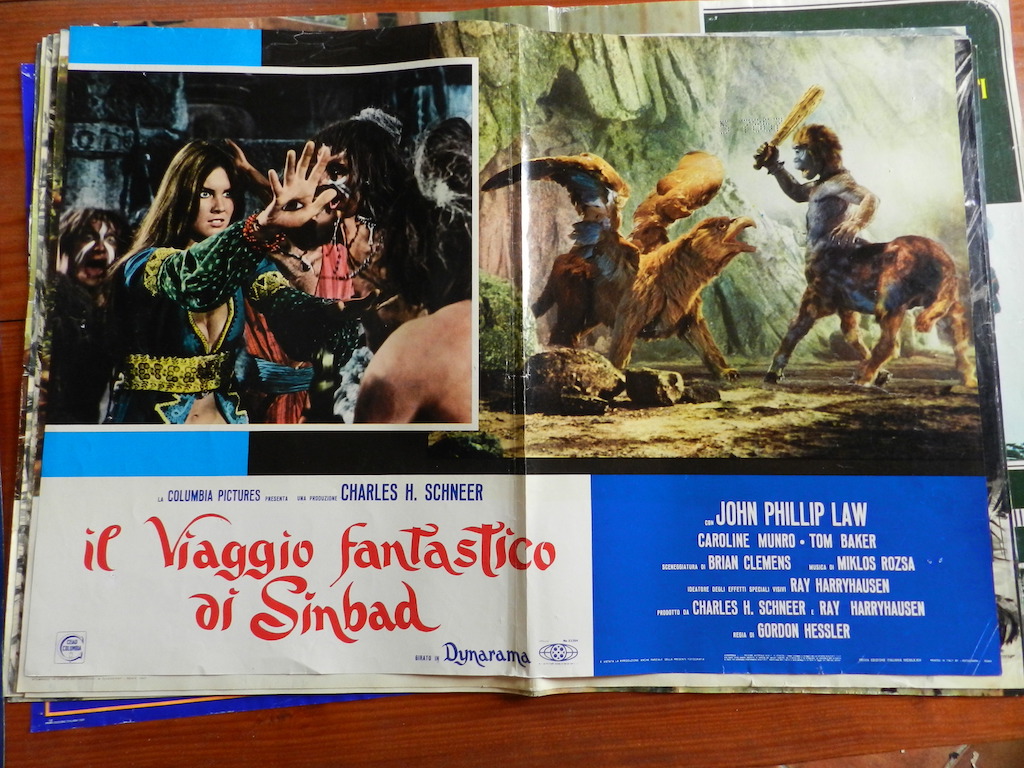 LA COLUMBIA PICTURES PRESENTA UNA PRODUZIONE CHARLES H. SCHNEER
il Viaggio fantastico
di Sinbad
GIRATO IN Dynarama
CON JOHN PHILLIP LAW
CAROLINE MUNRO • TOM BAKER
SCENEGGIATURA DI BRIAN CLEMENS MUSICA DI MIKLOS ROZSA
IDEATORE DEGLI EFFETTI SPECIALI VISIVI RAY HARRYHAUSEN
PRODOTTO DA CHARLES H. SCHNEER E RAY HARRYHAUSEN
REGIA DI GORDON HESSLER